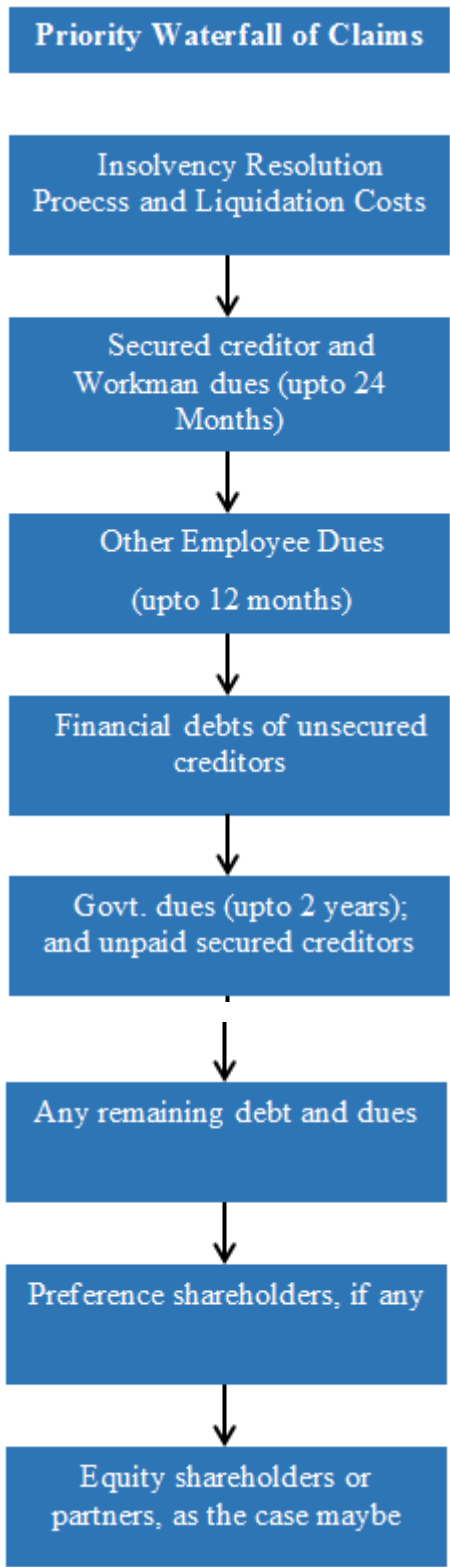 Priority Waterfall of Claims
Insolvency Resolution
Proecss and Liquidation Costs
Secured creditor and
Workman dues (upto 24
Months)
Other Employee Dues
(upto 12 months)
Financial debts of unsecured
creditors
Govt. dues (upto 2 years);
and unpaid secured creditors
Any remaining debt and dues
Preference shareholders, if any
Equity shareholders or
partners, as the case maybe